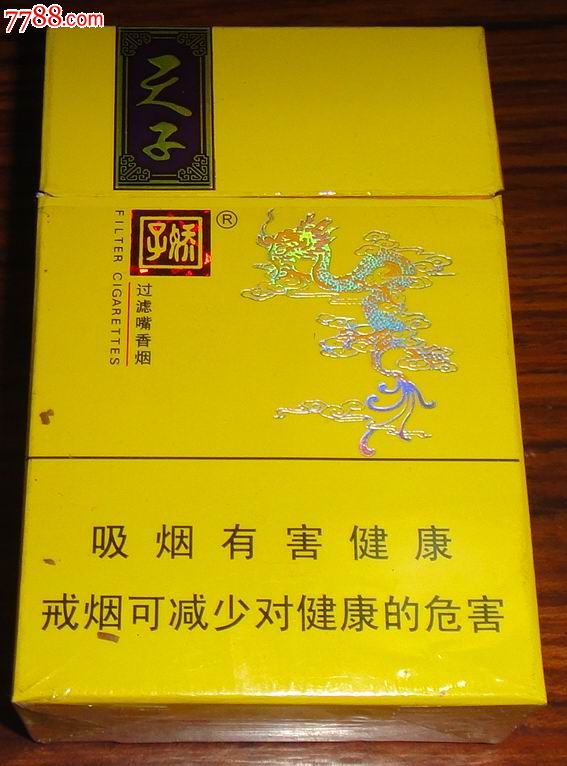 7788.com
天子
娇子®
FILTER CIGARETTES
过滤嘴香烟
吸烟有害健康
戒烟可减少对健康的危害